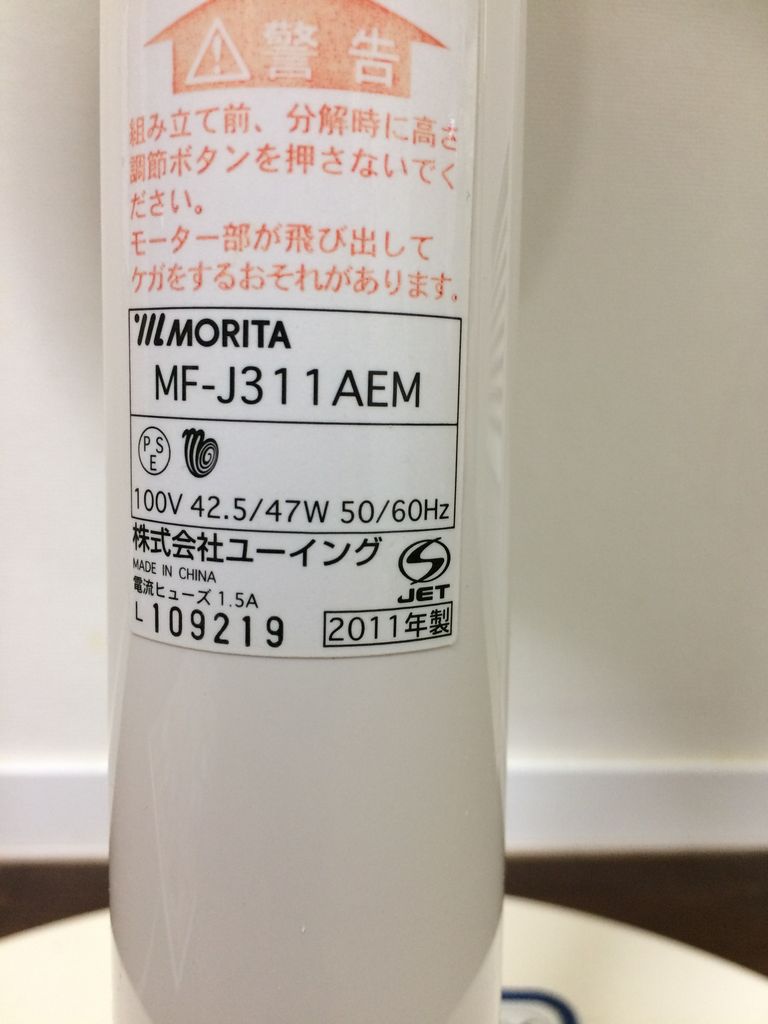 警告
組み立て前、分解時に高さ
調節ボタンを押さないでく
ださい。
モーター部が飛び出して
ケガをするおそれがあります。
MORITA
MF-J311AEM
PSE
100V 42.5/47W 50/60Hz
株式会社ユーイング
MADE IN CHINA
JET
電流ヒューズ 1.5A
L109219
2011年製